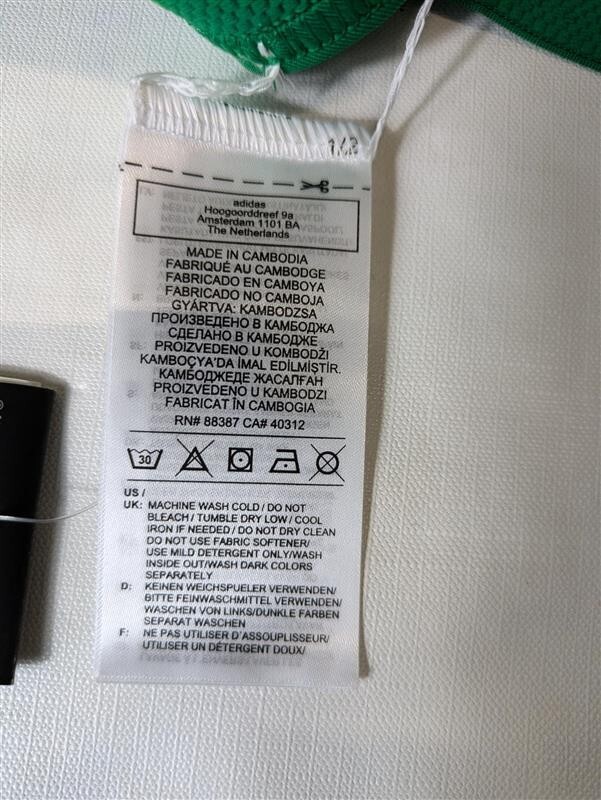 adidas
Hoogoorddreef 9a
Amsterdam 1101 BA
The Netherlands
MADE IN CAMBODIA
FABRIQUÉ AU CAMBODGE
FABRICADO EN CAMBOYA
FABRICADO NO CAMBOJA
GYÁRTVA: KAMBODZSA
ПРОИЗВЕДЕНО В КАМБОДЖА
СДЕЛАНО В КАМБОДЖЕ
PROIZVEDENO U KOMBODŽI
KAMBOÇYA'DA İMAL EDİLMİŞTİR.
КАМБОДЖЕДЕ ЖАСАЛҒАН
PROIZVEDENO U KAMBODZI
FABRICAT ÎN CAMBOGIA
RN# 88387 CA# 40312
30
US /
UK: MACHINE WASH COLD / DO NOT
BLEACH / TUMBLE DRY LOW / COOL
IRON IF NEEDED / DO NOT DRY CLEAN
DO NOT USE FABRIC SOFTENER/
USE MILD DETERGENT ONLY/WASH
INSIDE OUT/WASH DARK COLORS
SEPARATELY
D: KEINEN WEICHSPUELER VERWENDEN/
BITTE FEINWASCHMITTEL VERWENDEN/
WASCHEN VON LINKS/DUNKLE FARBEN
SEPARAT WASCHEN
F: NE PAS UTILISER D'ASSOUPLISSEUR/
UTILISER UN DÉTERGENT DOUX/